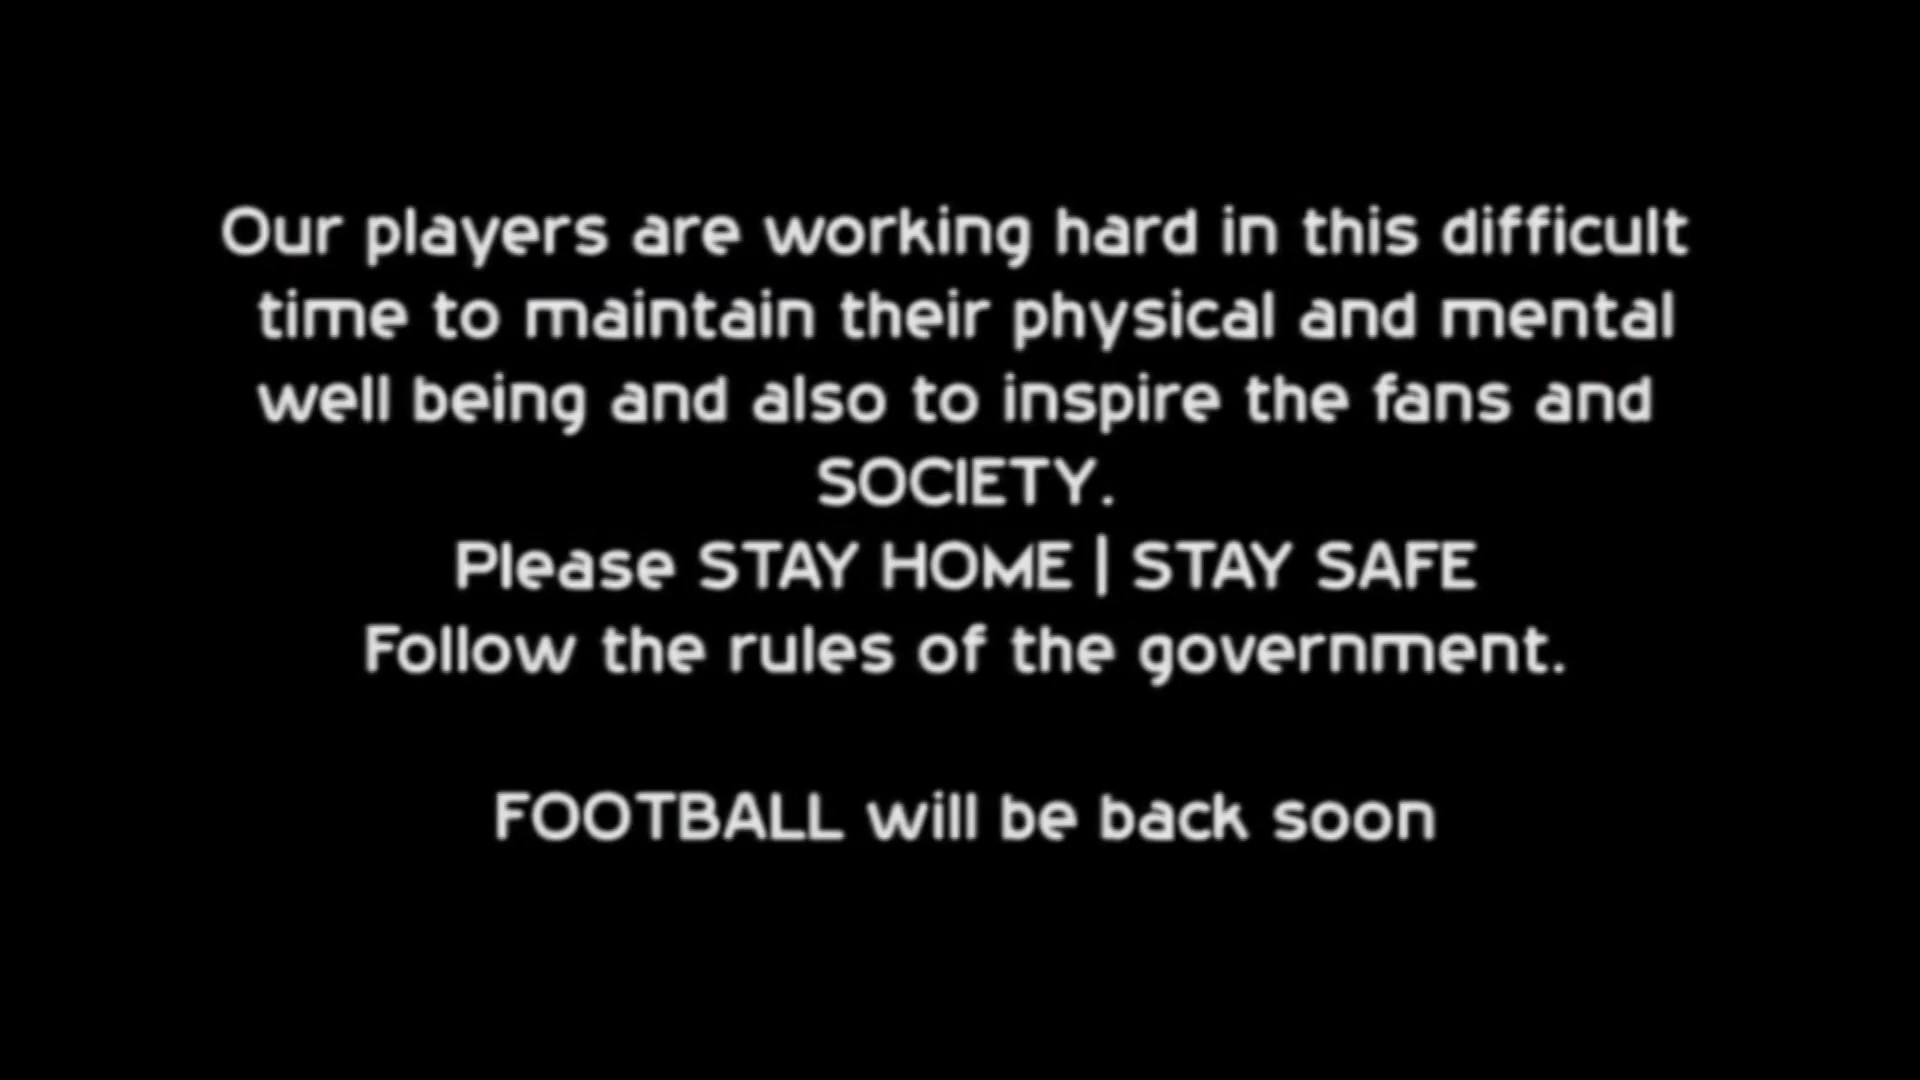 Our players are working hard in this difficult
time to maintain their physical and mental
well being and also to inspire the fans and
SOCIETY.
Please STAY HOME | STAY SAFE
Follow the rules of the government.
FOOTBALL will be back soon